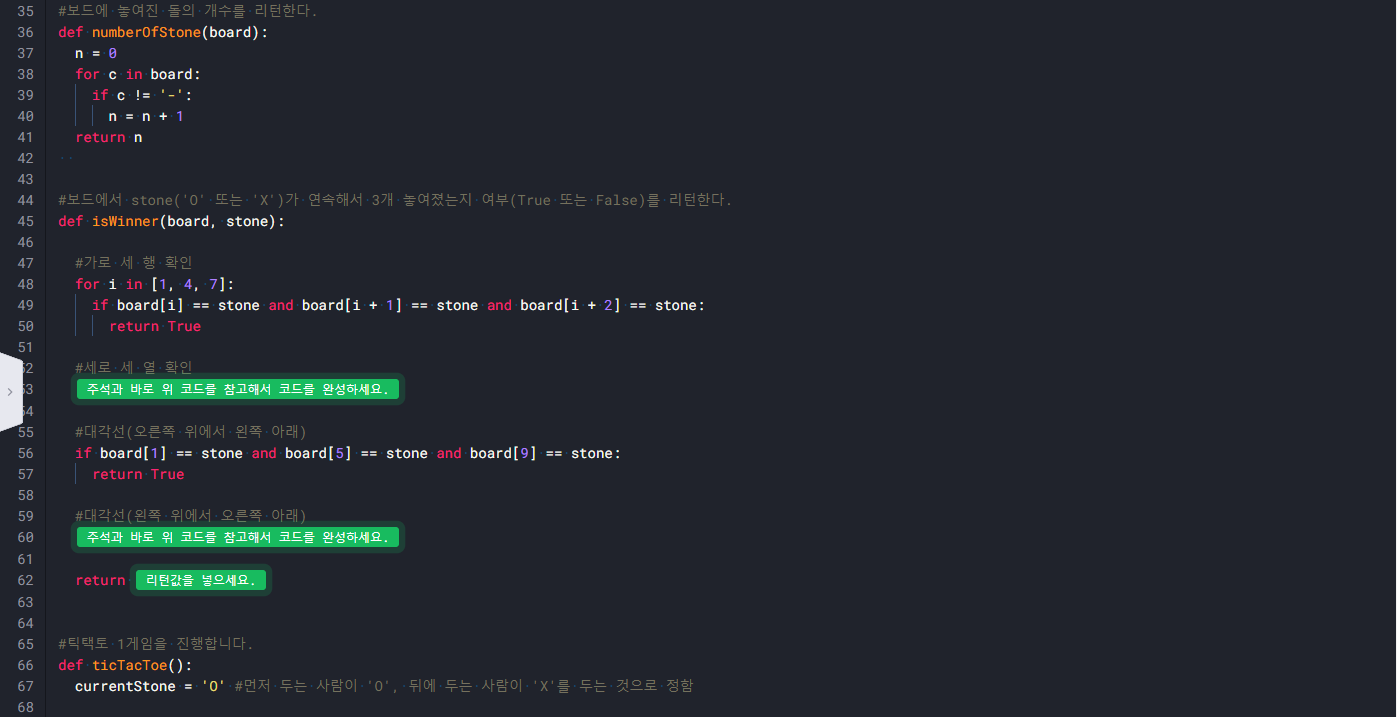 35 #보드에 놓여진 돌의 개수를 리턴한다.
36 def numberOfStone(board):
37 n = 0
38 for c in board:
39 if c != '-':
40 n = n + 1
41 return n
42
43
44 #보드에서 stone('O' 또는 'X')가 연속해서 3개 놓여졌는지 여부(True 또는 False)를 리턴한다.
45 def isWinner(board, stone):
46
47 #가로 세 행 확인
48 for i in [1, 4, 7]:
49 if board[i] == stone and board[i + 1] == stone and board[i + 2] == stone:
50 return True
51
52 #세로 세 열 확인
53 주석과 바로 위 코드를 참고해서 코드를 완성하세요.
54
55 #대각선(오른쪽 위에서 왼쪽 아래)
56 if board[1] == stone and board[5] == stone and board[9] == stone:
57 return True
58
59 #대각선(왼쪽 위에서 오른쪽 아래)
60 주석과 바로 위 코드를 참고해서 코드를 완성하세요.
61
62 return 리턴값을 넣으세요.
63
64
65 #틱택토 1게임을 진행합니다.
66 def ticTacToe():
67 currentStone = 'O' #먼저 두는 사람이 'O', 뒤에 두는 사람이 'X'를 두는 것으로 정함
68